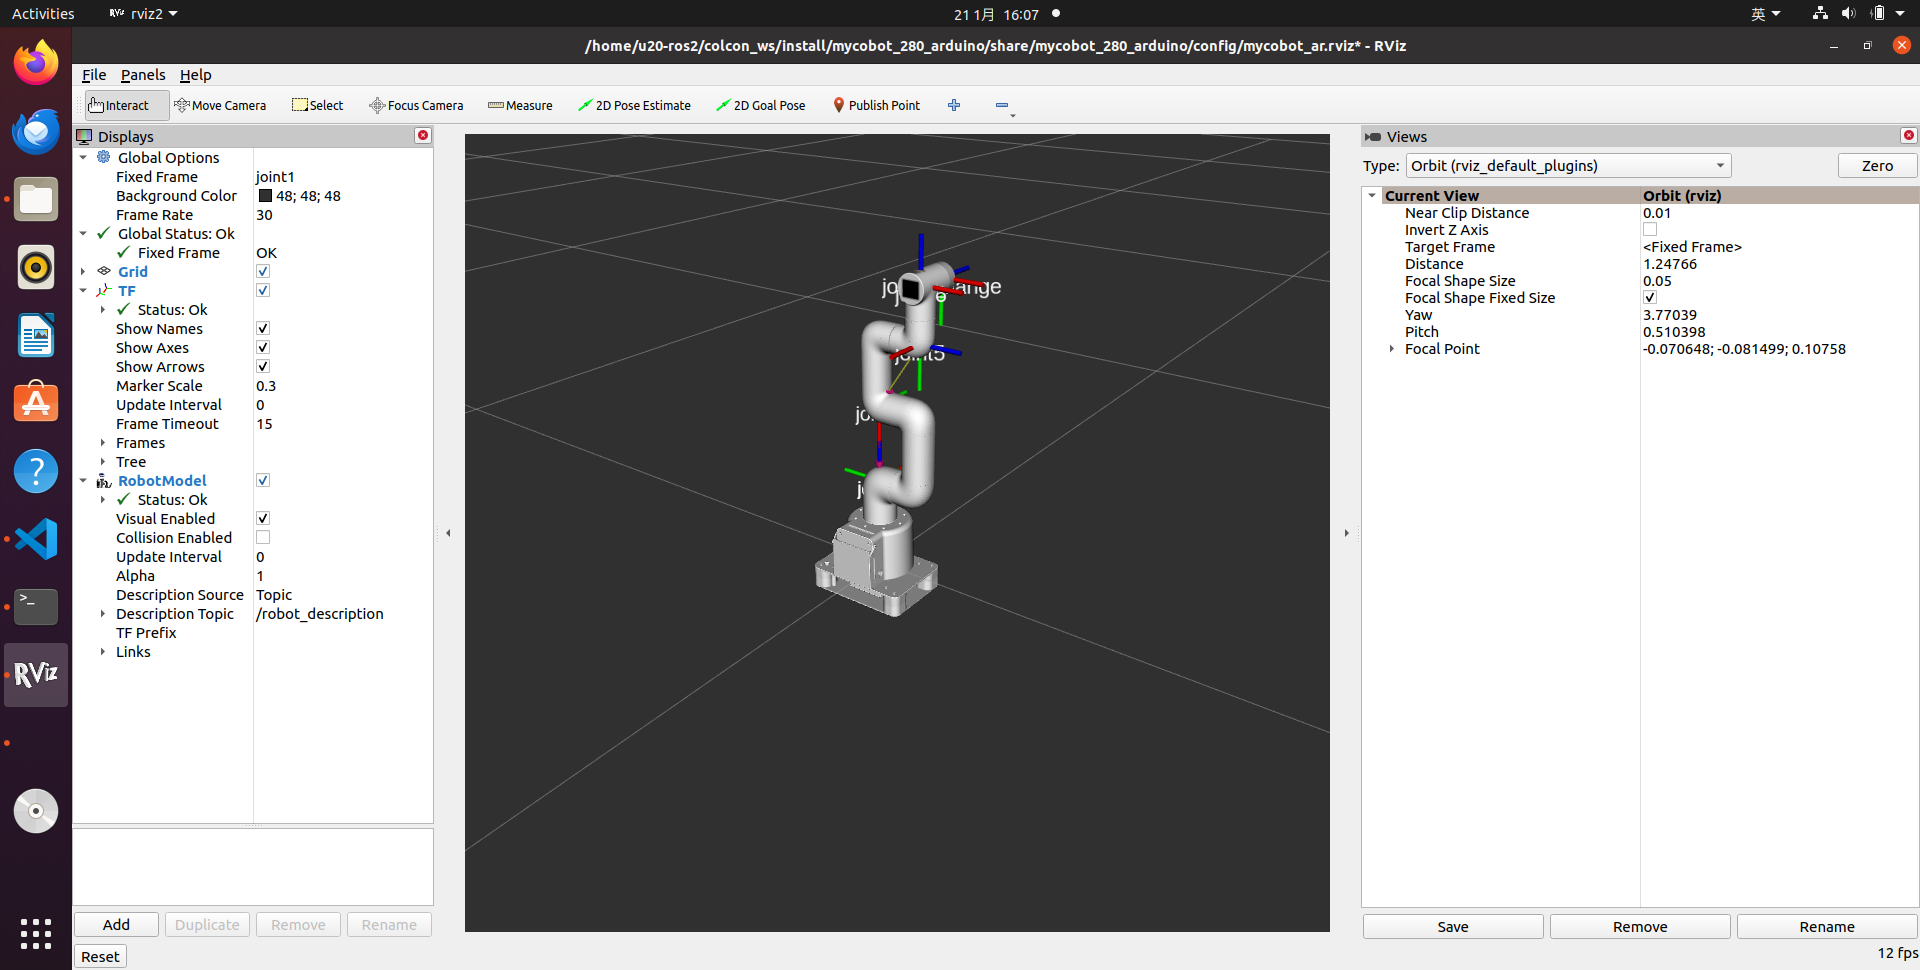 Activities
rviz2
21 1月 16:07
英
/home/u20-ros2/colcon_ws/install/mycobot_280_arduino/share/mycobot_280_arduino/config/mycobot_ar.rviz* - RViz
File Panels Help
Interact Move Camera Select Focus Camera Measure 2D Pose Estimate 2D Goal Pose Publish Point
Displays
Global Options
Fixed Frame joint1
Background Color 48; 48; 48
Frame Rate 30
Global Status: Ok
Fixed Frame OK
Grid
TF
Status: Ok
Show Names
Show Axes
Show Arrows
Marker Scale 0.3
Update Interval 0
Frame Timeout 15
Frames
Tree
RobotModel
Status: Ok
Visual Enabled
Collision Enabled
Update Interval 0
Alpha 1
Description Source Topic
Description Topic /robot_description
TF Prefix
Links
Add Duplicate Remove Rename
Reset
RViz
Views
Type: Orbit (rviz_default_plugins) Zero
Current View Orbit (rviz)
Near Clip Distance 0.01
Invert Z Axis
Target Frame <Fixed Frame>
Distance 1.24766
Focal Shape Size 0.05
Focal Shape Fixed Size
Yaw 3.77039
Pitch 0.510398
Focal Point -0.070648; -0.081499; 0.10758
Save Remove Rename
12 fps